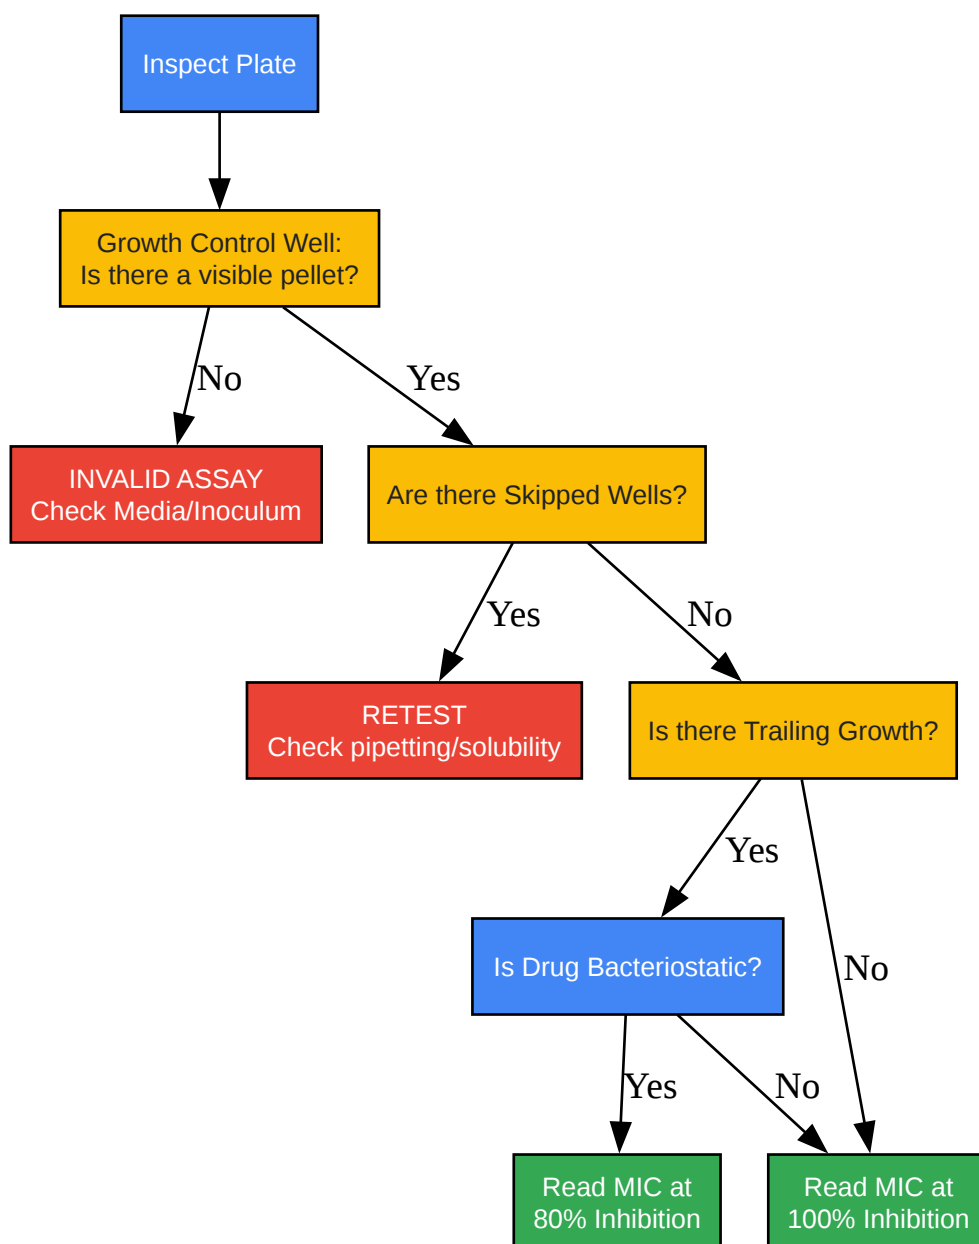 Inspect Plate
Growth Control Well:
Is there a visible pellet?
No
Yes
INVALID ASSAY
Check Media/Inoculum
Are there Skipped Wells?
Yes
No
RETEST
Check pipetting/solubility
Is there Trailing Growth?
Yes
No
Is Drug Bacteriostatic?
Yes
No
Read MIC at
80% Inhibition
Read MIC at
100% Inhibition